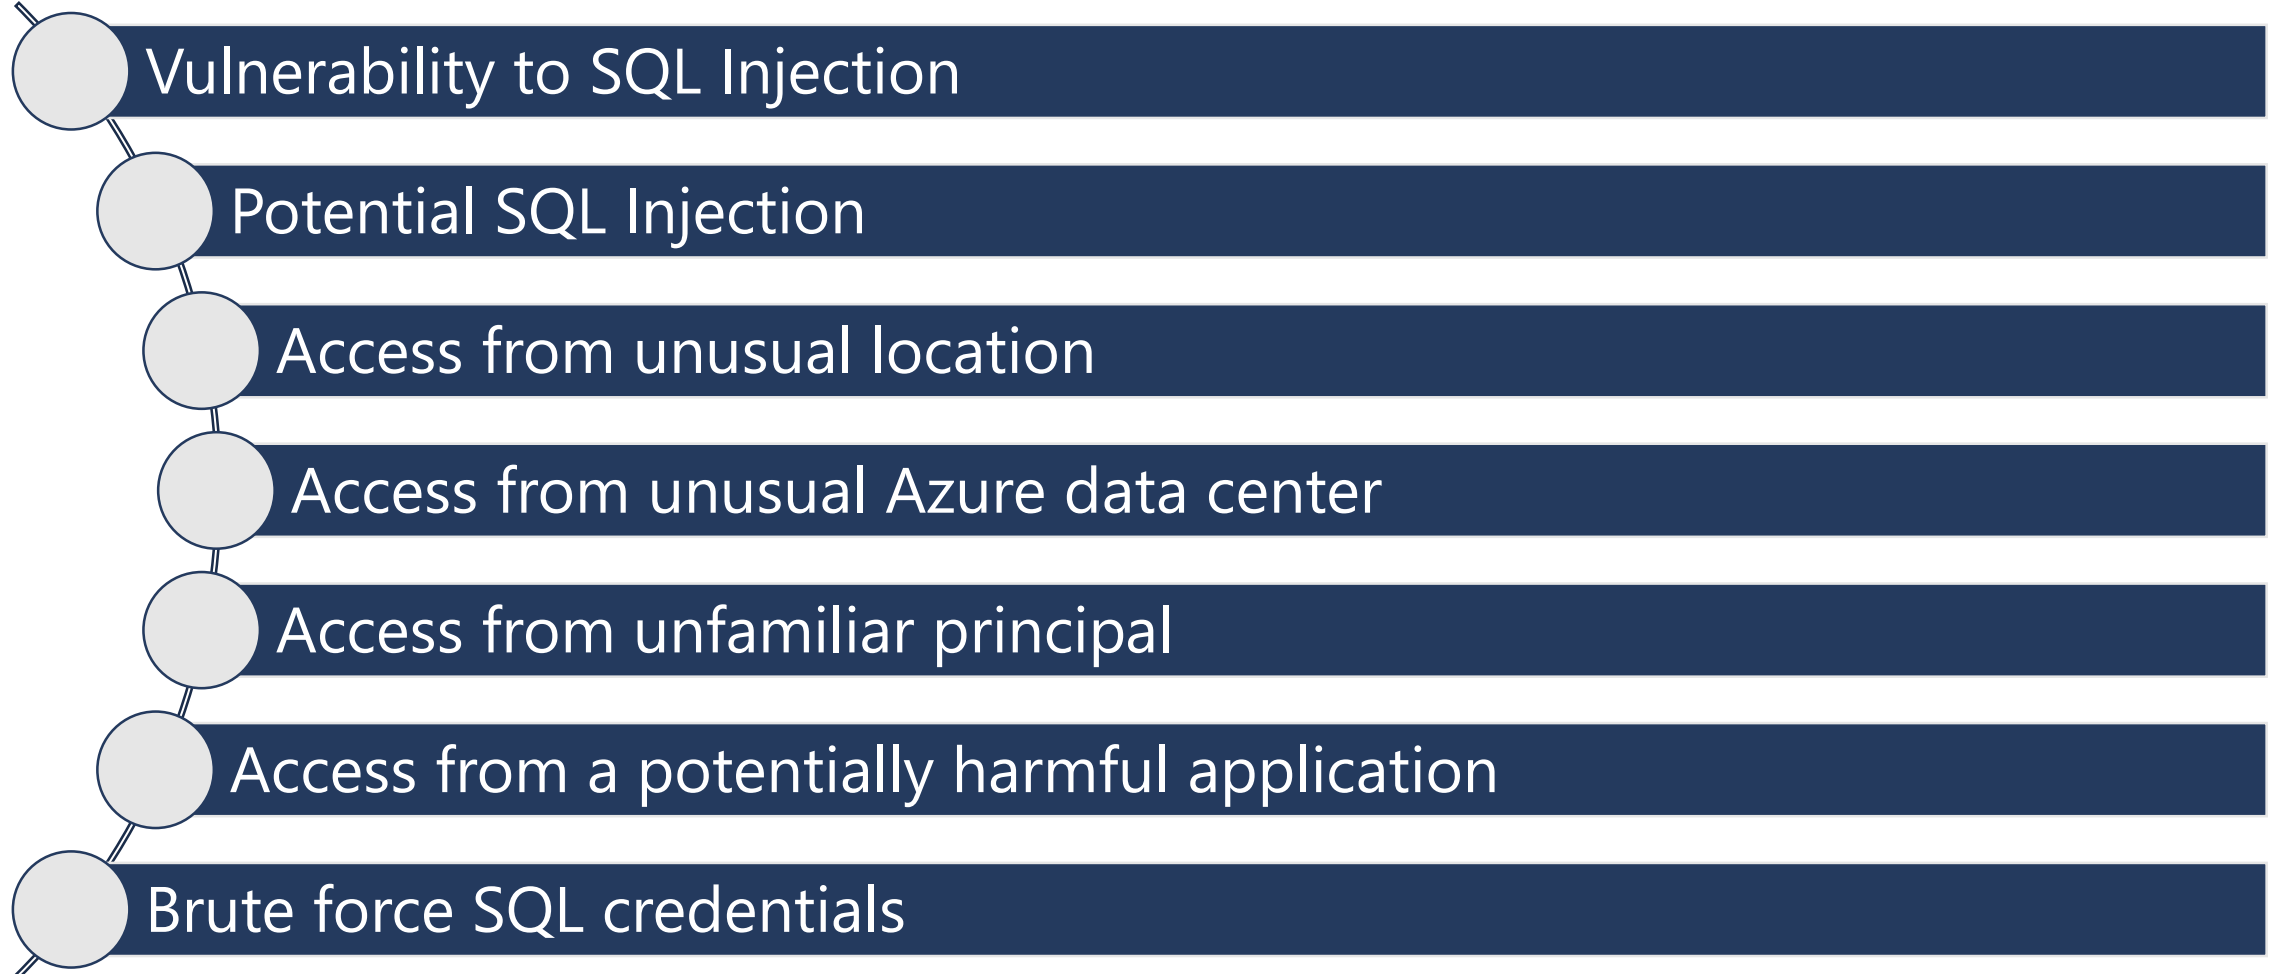 Vulnerability to SQL Injection
Potential SQL Injection
Access from unusual location
Access from unusual Azure data center
Access from unfamiliar principal
Access from a potentially harmful application
Brute force SQL credentials